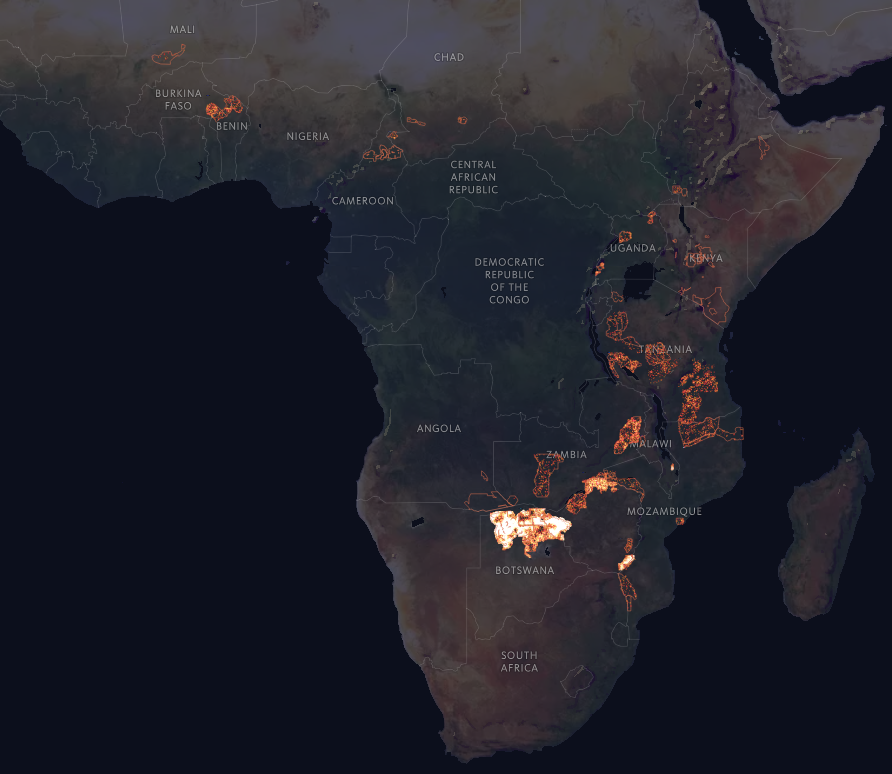 MALI
CHAD
BURKINA
FASO
BENIN
NIGERIA
CENTRAL
AFRICAN
REPUBLIC
CAMEROON
UGANDA
KENYA
DEMOCRATIC
REPUBLIC
OF THE
CONGO
TANZANIA
ANGOLA
MALAWI
ZAMBIA
MOZAMBIQUE
BOTSWANA
SOUTH
AFRICA